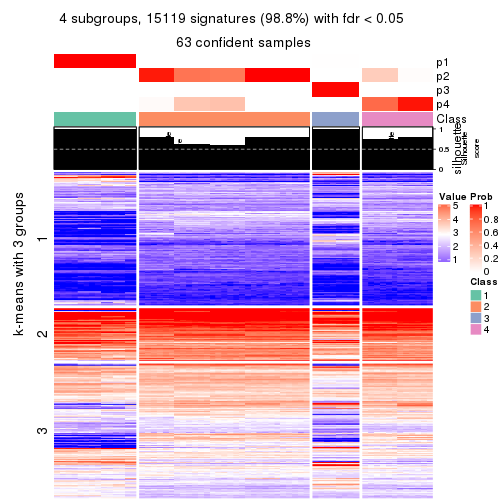 4 subgroups, 15119 signatures (98.8%) with fdr < 0.05
63 confident samples
p1
p2
p3
p4
Class
1
0.5
0
silhouette
Silhouette
score
k-means with 3 groups
1
2
3
Value
5
4
3
2
1
Prob
1
0.8
0.6
0.4
0.2
0
Class
1
2
3
4